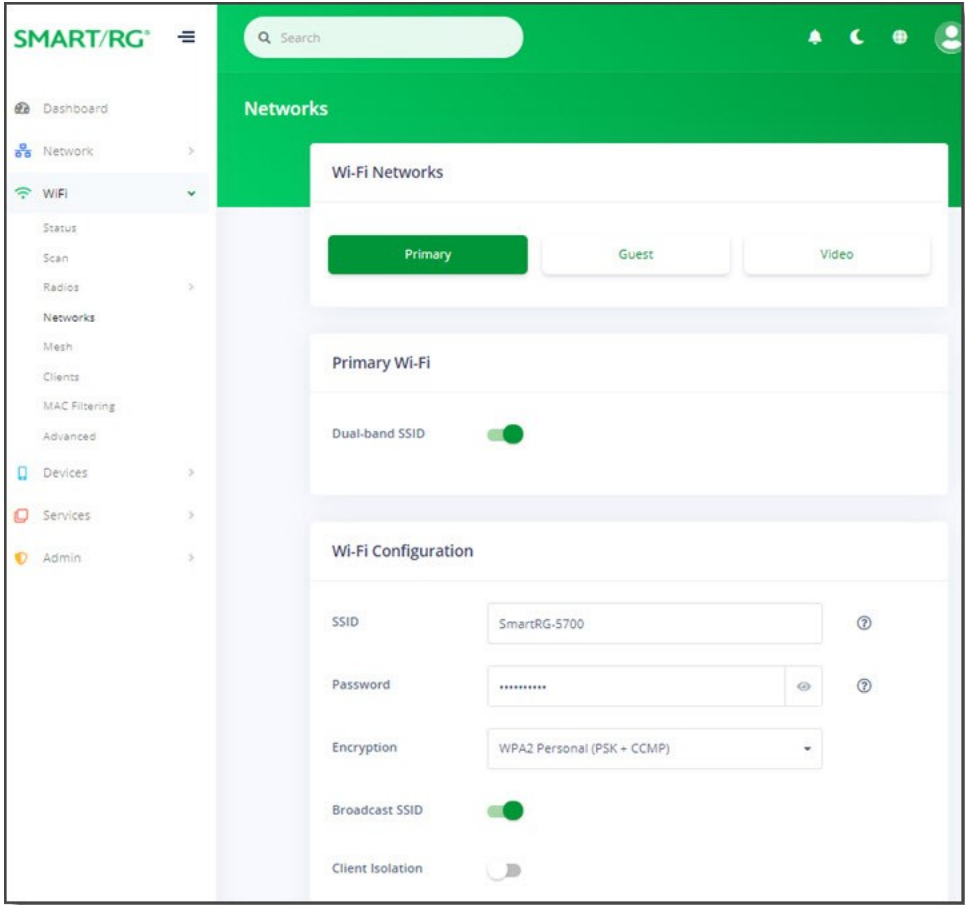 SMART/RG®
Search
Dashboard
Network
WiFi
Status
Scan
Radios
Networks
Mesh
Clients
MAC Filtering
Advanced
Devices
Services
Admin
Networks
Wi-Fi Networks
Primary Guest Video
Primary Wi-Fi
Dual-band SSID
Wi-Fi Configuration
SSID SmartRG-5700
Password ••••••••••
Encryption WPA2 Personal (PSK + CCMP)
Broadcast SSID
Client Isolation